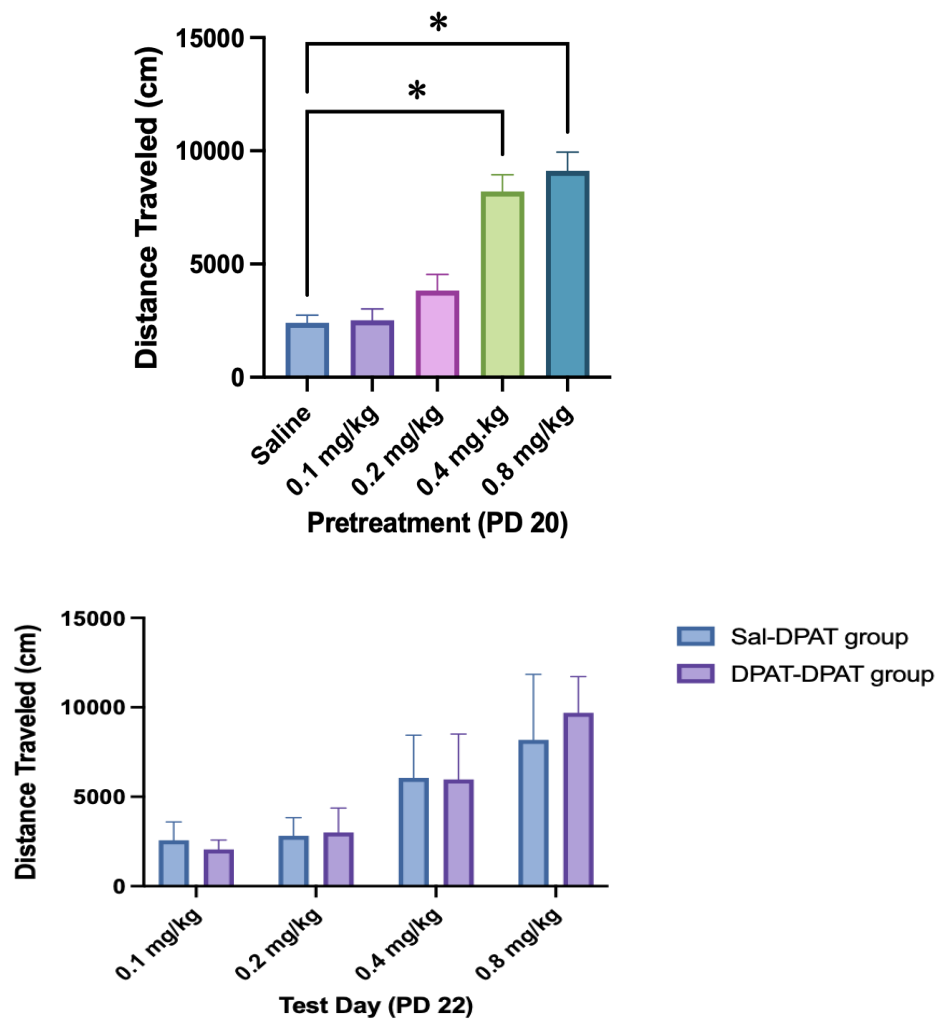 *
*
15000
10000
5000
0
Distance Traveled (cm)
Saline
0.1 mg/kg
0.2 mg/kg
0.4 mg.kg
0.8 mg/kg
Pretreatment (PD 20)
15000
10000
5000
0
Distance Traveled (cm)
0.1 mg/kg
0.2 mg/kg
0.4 mg/kg
0.8 mg/kg
Test Day (PD 22)
Sal-DPAT group
DPAT-DPAT group